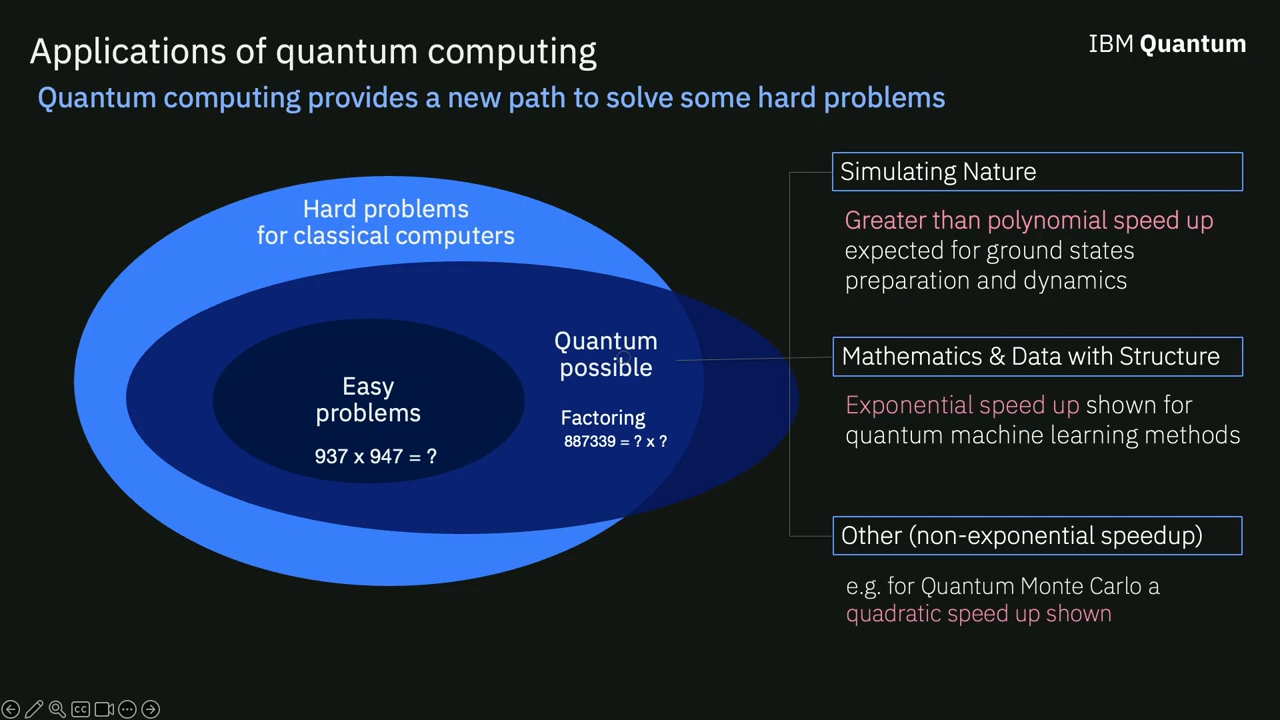 Applications of quantum computing
IBM Quantum
Quantum computing provides a new path to solve some hard problems
Hard problems
for classical computers
Quantum
possible
Factoring
887339 = ? x ?
Easy
problems
937 x 947 = ?
Simulating Nature
Greater than polynomial speed up
expected for ground states
preparation and dynamics
Mathematics & Data with Structure
Exponential speed up shown for
quantum machine learning methods
Other (non-exponential speedup)
e.g. for Quantum Monte Carlo a
quadratic speed up shown
CC